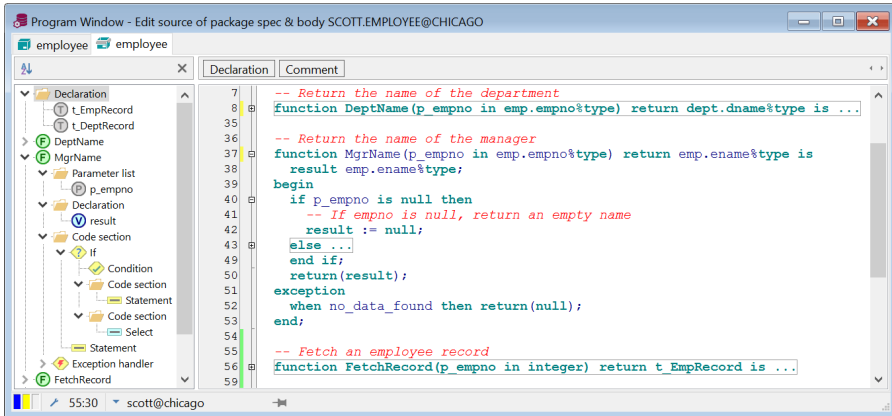 Program Window - Edit source of package spec & body SCOTT.EMPLOYEE@CHICAGO
employee employee
Declaration Comment
Declaration
t_EmpRecord
t_DeptRecord
DeptName
MgrName
Parameter list
p_empno
Declaration
result
Code section
If
Condition
Code section
Statement
Code section
Select
Statement
Exception handler
FetchRecord
7 -- Return the name of the department
8 function DeptName(p_empno in emp.empno%type) return dept.dname%type is ...
35
36 -- Return the name of the manager
37 function MgrName(p_empno in emp.empno%type) return emp.ename%type is
38 result emp.ename%type;
39 begin
40 if p_empno is null then
41 -- If empno is null, return an empty name
42 result := null;
43 else ...
49 end if;
50 return(result);
51 exception
52 when no_data_found then return(null);
53 end;
54
55 -- Fetch an employee record
56 function FetchRecord(p_empno in integer) return t_EmpRecord is ...
59
55:30 scott@chicago